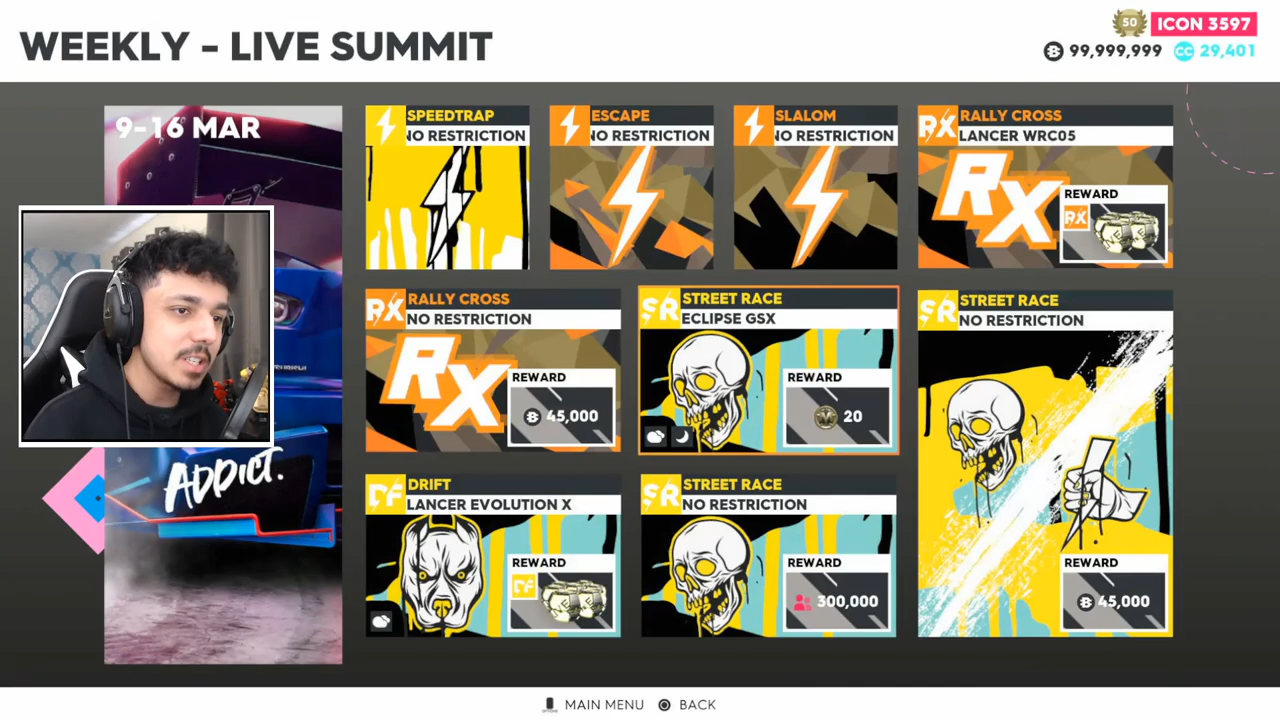 WEEKLY - LIVE SUMMIT
50
ICON 3597
99,999,999
CC 29,401
9-16 MAR
ADDICT.
SPEEDTRAP
NO RESTRICTION
ESCAPE
NO RESTRICTION
SLALOM
NO RESTRICTION
RX
RALLY CROSS
LANCER WRC05
RX
REWARD
RX
RX
RALLY CROSS
NO RESTRICTION
RX
REWARD
45,000
SR
STREET RACE
ECLIPSE GSX
REWARD
20
SR
STREET RACE
NO RESTRICTION
REWARD
45,000
DF
DRIFT
LANCER EVOLUTION X
REWARD
DF
SR
STREET RACE
NO RESTRICTION
REWARD
300,000
OPTIONS
MAIN MENU
BACK